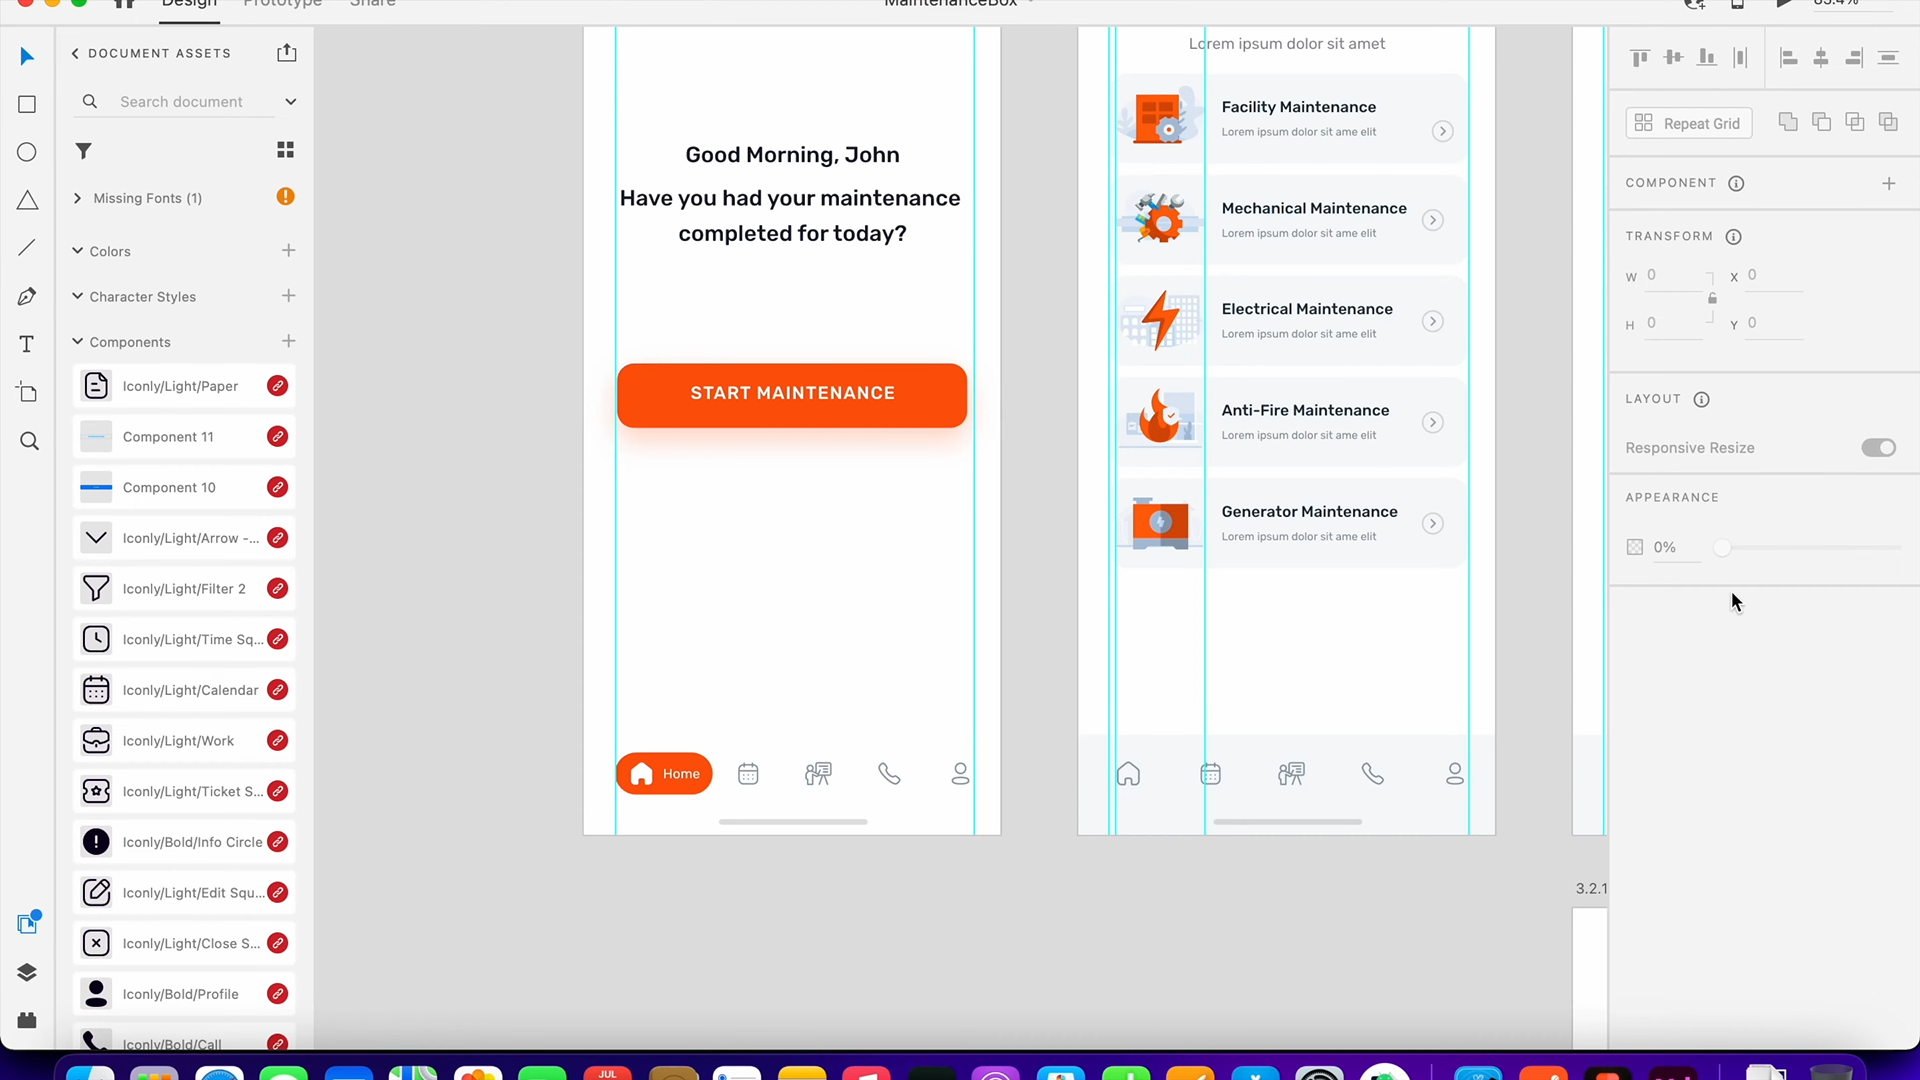 Design Prototype Share
MaintenanceBox
DOCUMENT ASSETS
Search document
Missing Fonts (1)
Colors
Character Styles
Components
Iconly/Light/Paper
Component 11
Component 10
Iconly/Light/Arrow -...
Iconly/Light/Filter 2
Iconly/Light/Time Sq...
Iconly/Light/Calendar
Iconly/Light/Work
Iconly/Light/Ticket S...
Iconly/Bold/Info Circle
Iconly/Light/Edit Squ...
Iconly/Light/Close S...
Iconly/Bold/Profile
Iconly/Bold/Call
Good Morning, John
Have you had your maintenance
completed for today?
START MAINTENANCE
Home
Lorem ipsum dolor sit amet
Facility Maintenance
Lorem ipsum dolor sit ame elit
Mechanical Maintenance
Lorem ipsum dolor sit ame elit
Electrical Maintenance
Lorem ipsum dolor sit ame elit
Anti-Fire Maintenance
Lorem ipsum dolor sit ame elit
Generator Maintenance
Lorem ipsum dolor sit ame elit
3.2.1
Repeat Grid
COMPONENT
TRANSFORM
W 0 X 0
H 0 Y 0
LAYOUT
Responsive Resize
APPEARANCE
0%
JUL